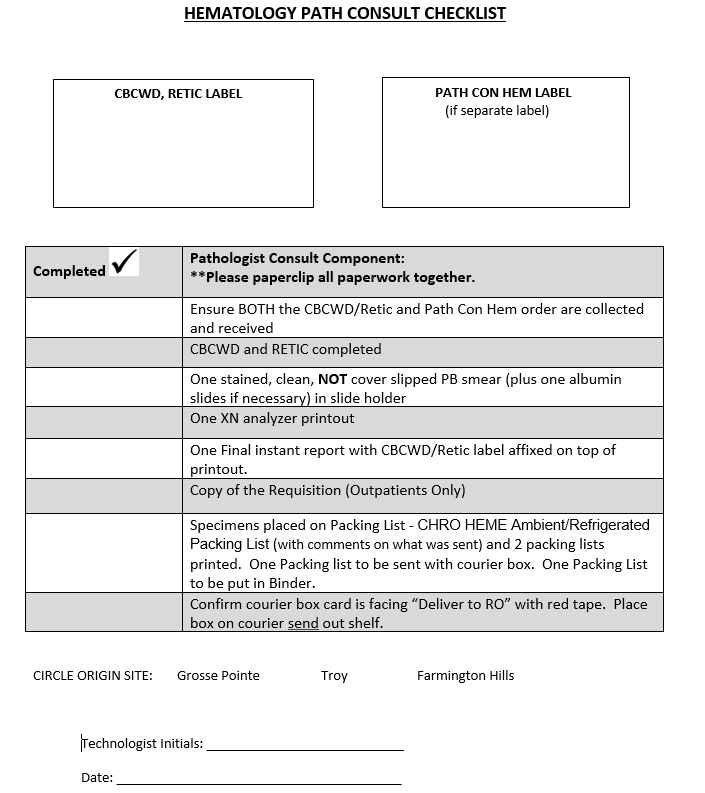 HEMATOLOGY PATH CONSULT CHECKLIST
CBCWD, RETIC LABEL
PATH CON HEM LABEL
(if separate label)
Completed
Pathologist Consult Component:
**Please paperclip all paperwork together.
Ensure BOTH the CBCWD/Retic and Path Con Hem order are collected
and received
CBCWD and RETIC completed
One stained, clean, NOT cover slipped PB smear (plus one albumin
slides if necessary) in slide holder
One XN analyzer printout
One Final instant report with CBCWD/Retic label affixed on top of
printout.
Copy of the Requisition (Outpatients Only)
Specimens placed on Packing List - CHRO HEME Ambient/Refrigerated
Packing List (with comments on what was sent) and 2 packing lists
printed. One Packing list to be sent with courier box. One Packing List
to be put in Binder.
Confirm courier box card is facing “Deliver to RO” with red tape. Place
box on courier send out shelf.
CIRCLE ORIGIN SITE: Grosse Pointe Troy Farmington Hills
Technologist Initials:
Date: